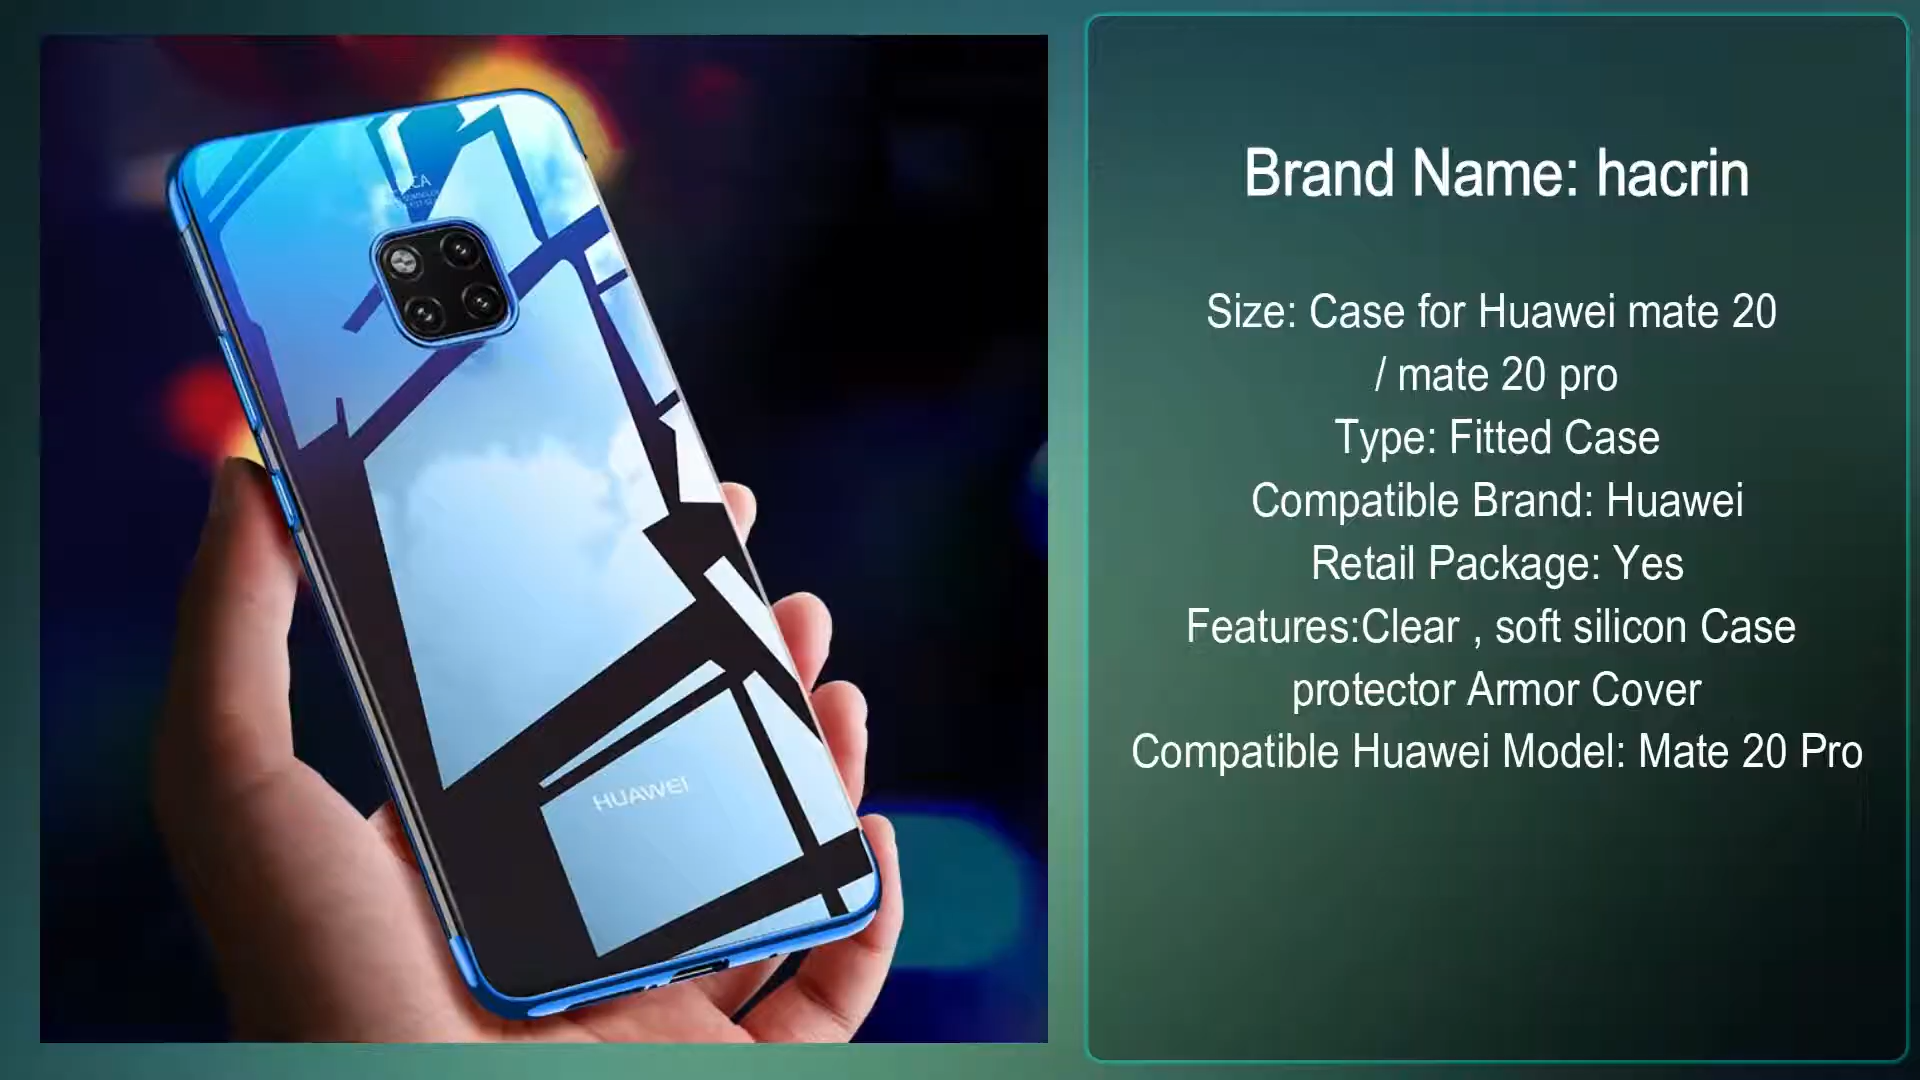 Brand Name: hacrin
Size: Case for Huawei mate 20
/ mate 20 pro
Type: Fitted Case
Compatible Brand: Huawei
Retail Package: Yes
Features:Clear , soft silicon Case
protector Armor Cover
Compatible Huawei Model: Mate 20 Pro
HUAWEI